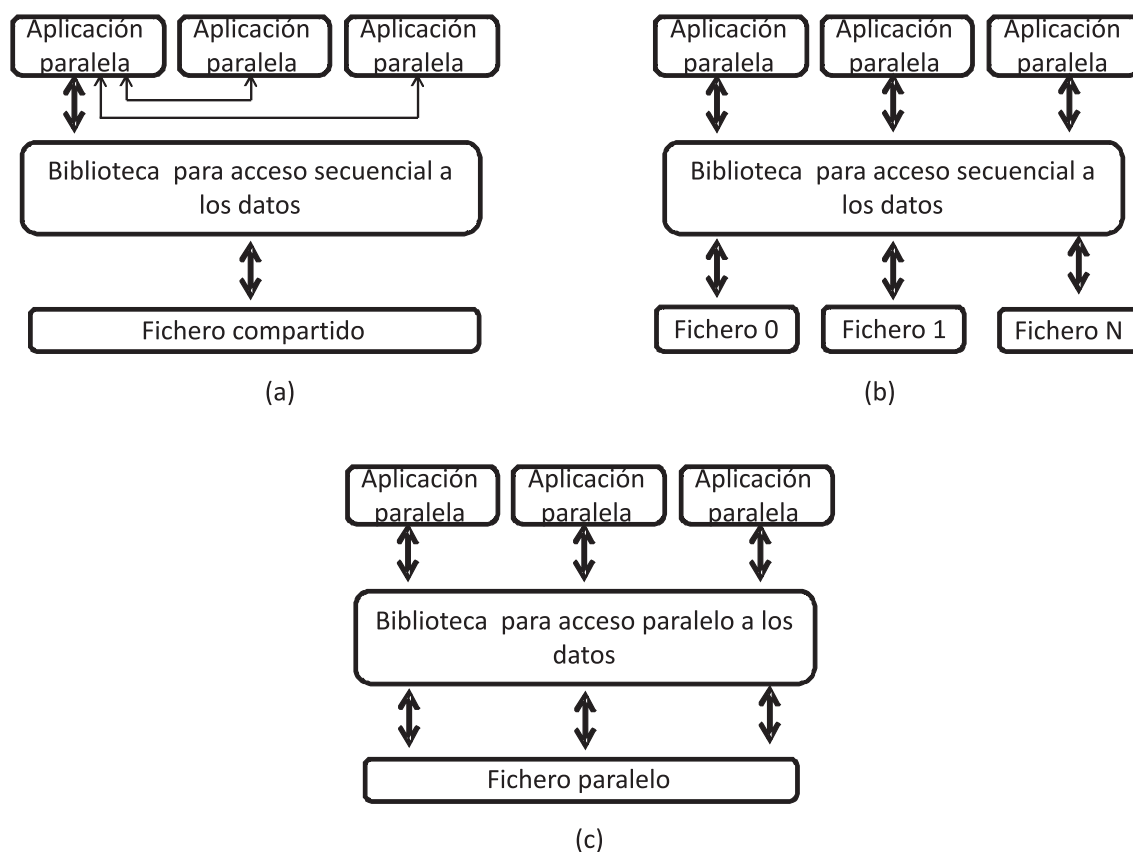 Aplicación
paralela
Aplicación
paralela
Aplicación
paralela
Biblioteca para acceso secuencial a
los datos
Fichero compartido
(a)
Aplicación
paralela
Aplicación
paralela
Aplicación
paralela
Biblioteca para acceso secuencial a
los datos
Fichero 0
Fichero 1
Fichero N
(b)
Aplicación
paralela
Aplicación
paralela
Aplicación
paralela
Biblioteca para acceso paralelo a los
datos
Fichero paralelo
(c)